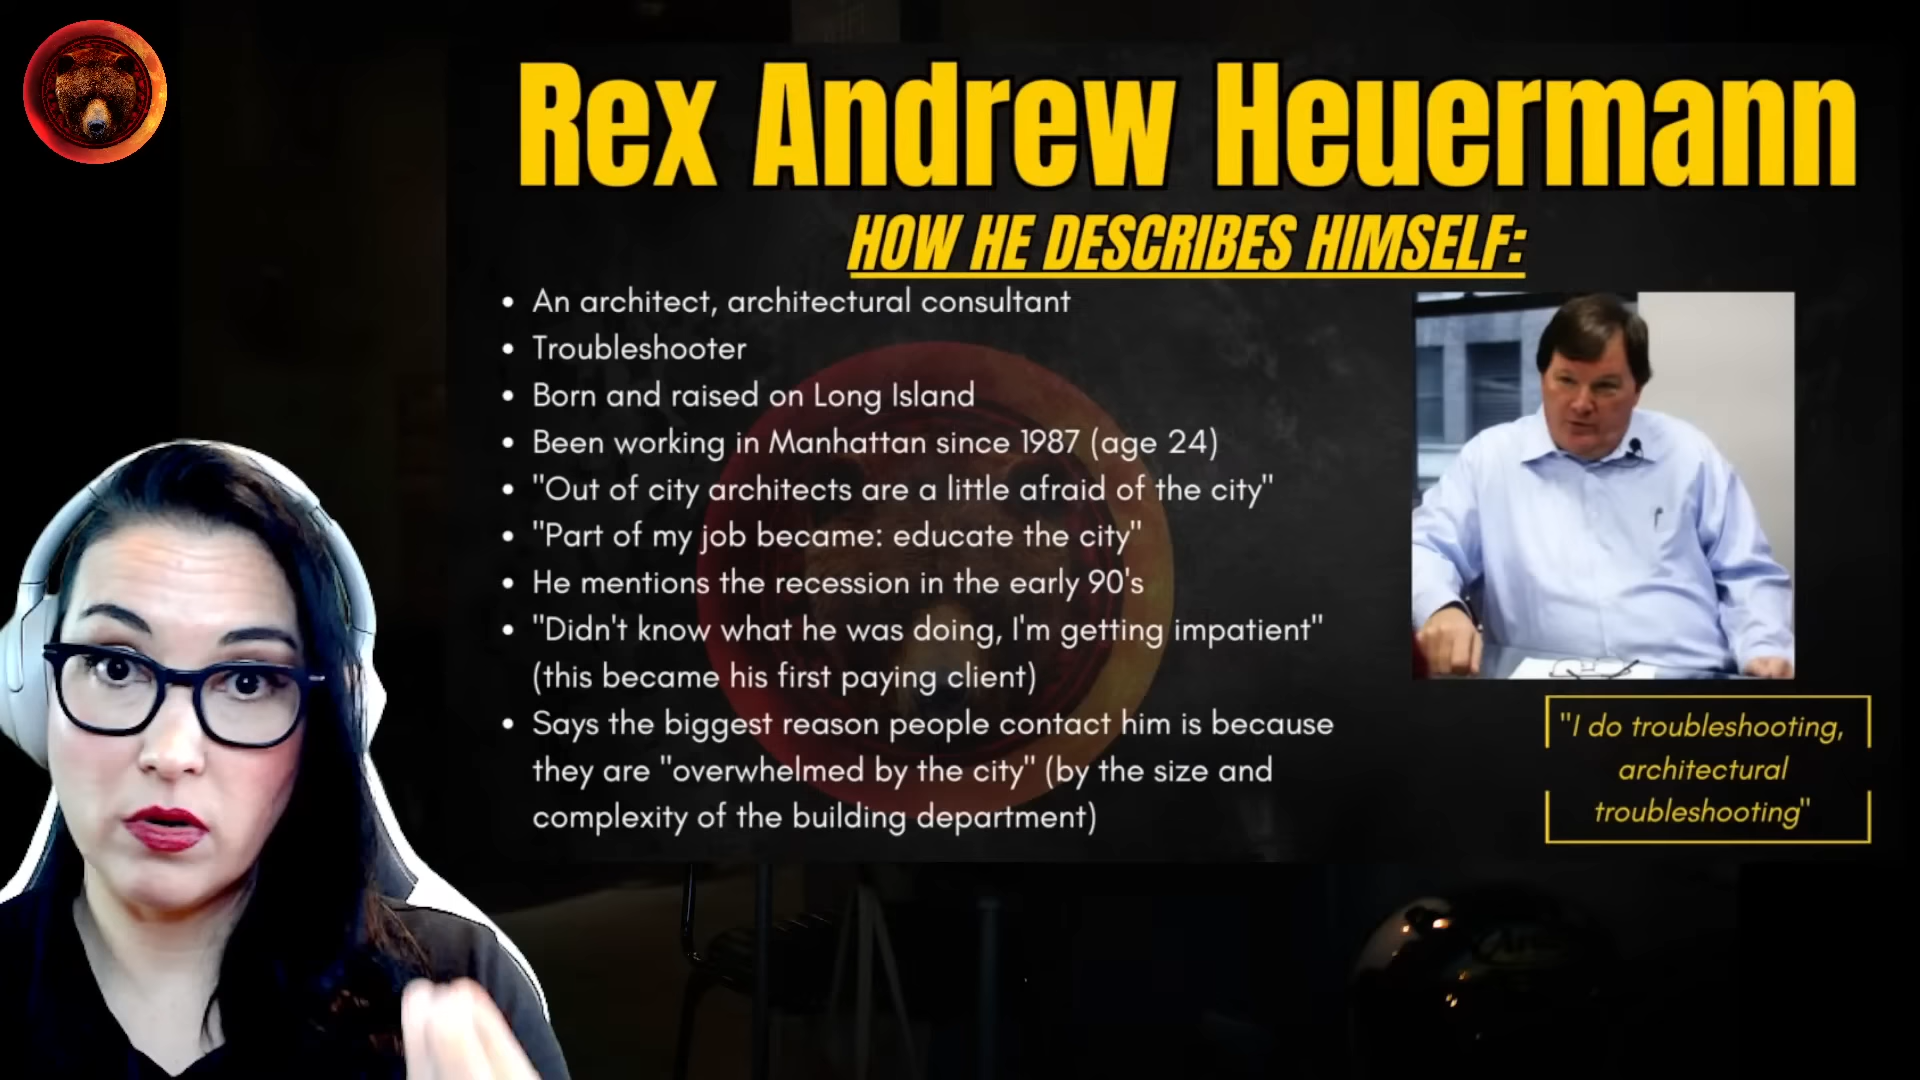 Rex Andrew Heuermann
HOW HE DESCRIBES HIMSELF:
• An architect, architectural consultant
• Troubleshooter
• Born and raised on Long Island
• Been working in Manhattan since 1987 (age 24)
• "Out of city architects are a little afraid of the city"
• "Part of my job became: educate the city"
• He mentions the recession in the early 90's
• "Didn't know what he was doing, I'm getting impatient"
(this became his first paying client)
• Says the biggest reason people contact him is because
they are "overwhelmed by the city" (by the size and
complexity of the building department)
"I do troubleshooting,
architectural
troubleshooting"